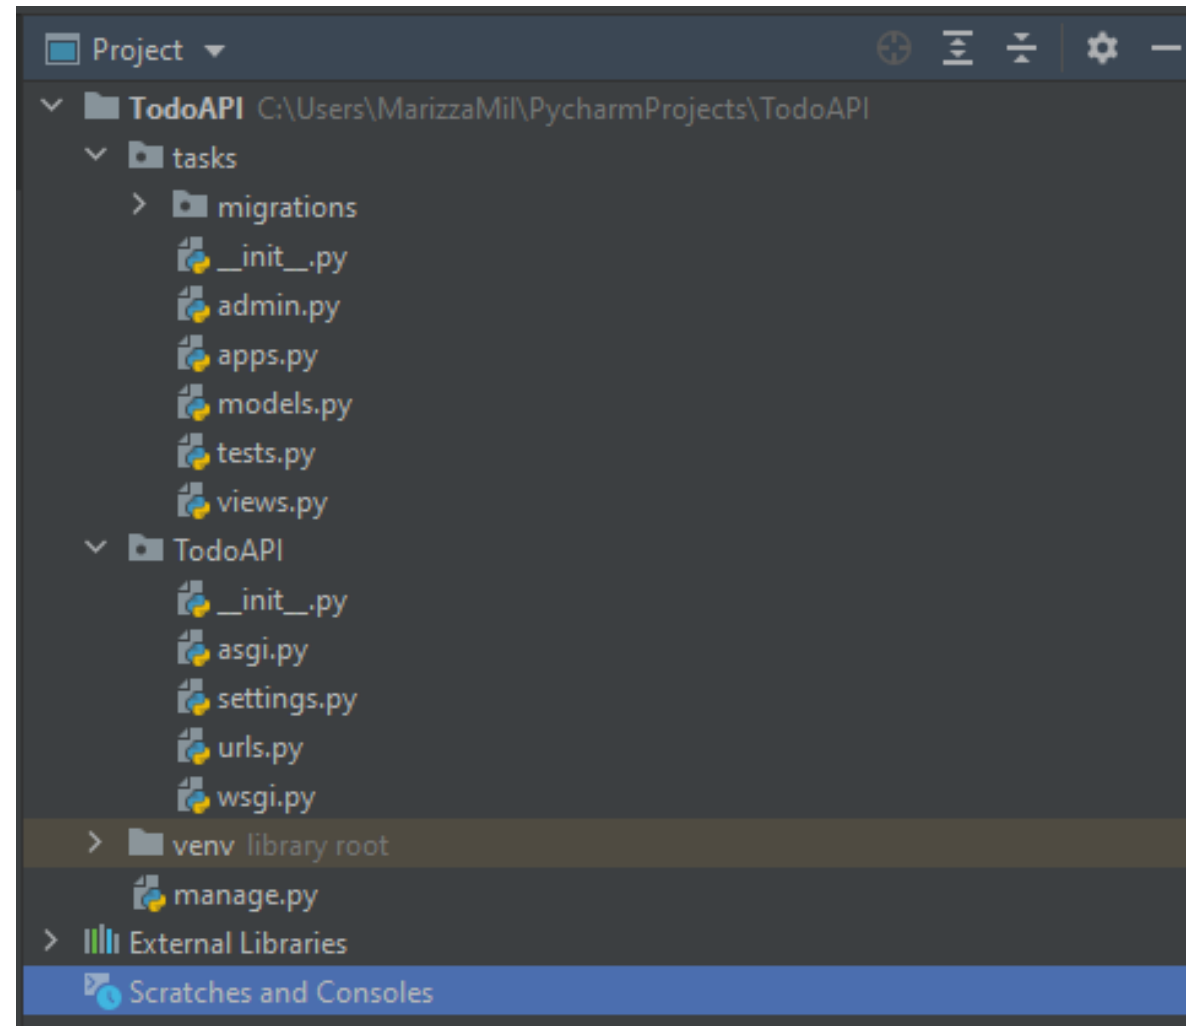 Project
TodoAPI C:\Users\MarizzaMil\PycharmProjects\TodoAPI
tasks
migrations
__init__.py
admin.py
apps.py
models.py
tests.py
views.py
TodoAPI
__init__.py
asgi.py
settings.py
urls.py
wsgi.py
venv library root
manage.py
External Libraries
Scratches and Consoles